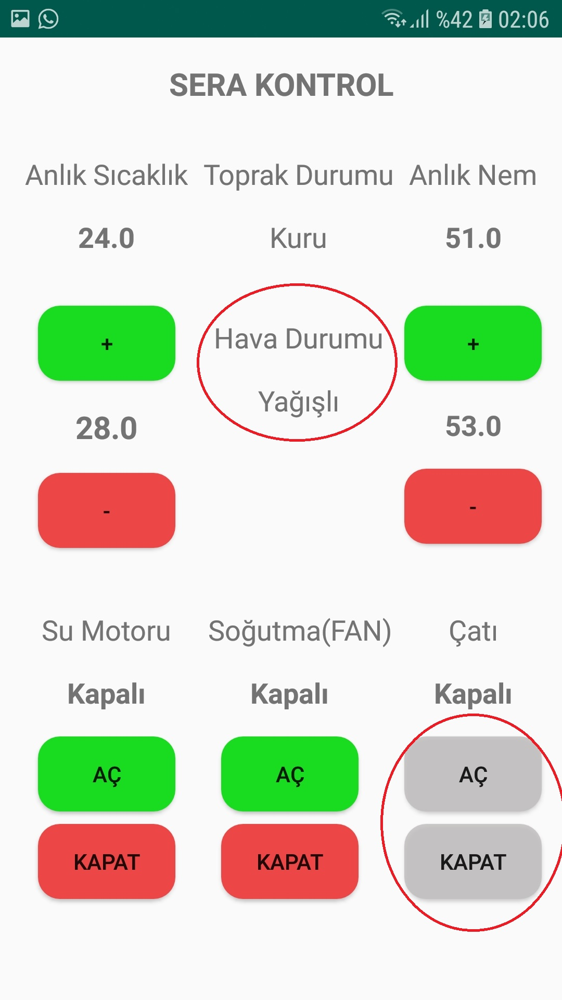 %42 02:06
SERA KONTROL
Anlık Sıcaklık Toprak Durumu Anlık Nem
24.0 Kuru 51.0
+ Hava Durumu +
Yağışlı
28.0 53.0
- -
Su Motoru Soğutma(FAN) Çatı
Kapalı Kapalı Kapalı
AÇ AÇ AÇ
KAPAT KAPAT KAPAT